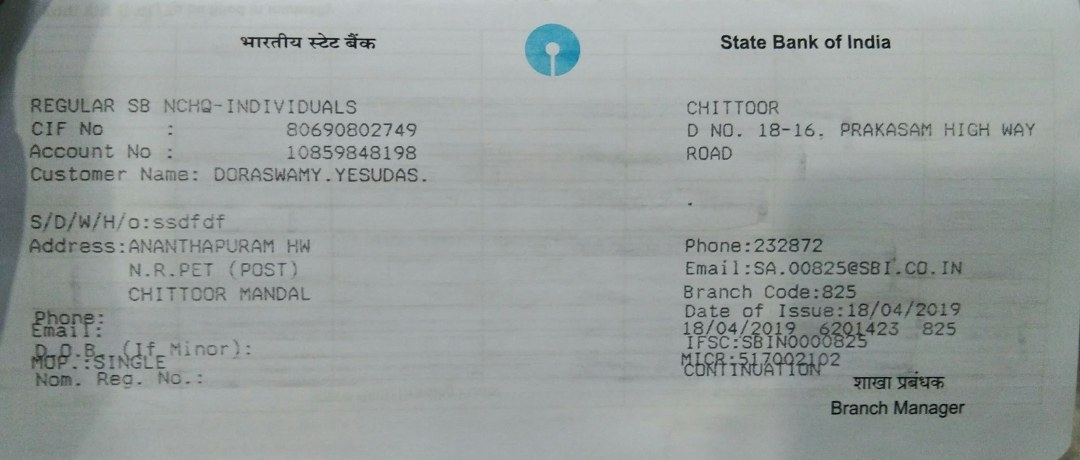 भारतीय स्टेट बैंक
State Bank of India
REGULAR SB NCHQ-INDIVIDUALS
CIF No : 80690802749
Account No : 10859848198
Customer Name: DORASWAMY.YESUDAS.
S/D/W/H/o:ssdfdf
Address:ANANTHAPURAM HW
N.R.PET (POST)
CHITTOOR MANDAL
Phone:
Email:
D.O.B. (If Minor):
MOP.:SINGLE
Nom. Reg. No.:
CHITTOOR
D NO. 18-16, PRAKASAM HIGH WAY
ROAD
.
Phone:232872
Email:SA.00825@SBI.CO.IN
Branch Code:825
Date of Issue:18/04/2019
18/04/2019 6201423 825
IFSC:SBIN0000825
MICR:517002102
CONTINUATION
शाखा प्रबंधक
Branch Manager